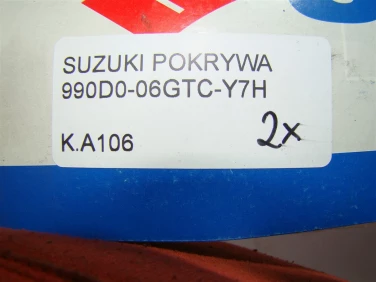 SUZUKI POKRYWA
990D0-06GTC-Y7H
K.A106
2x